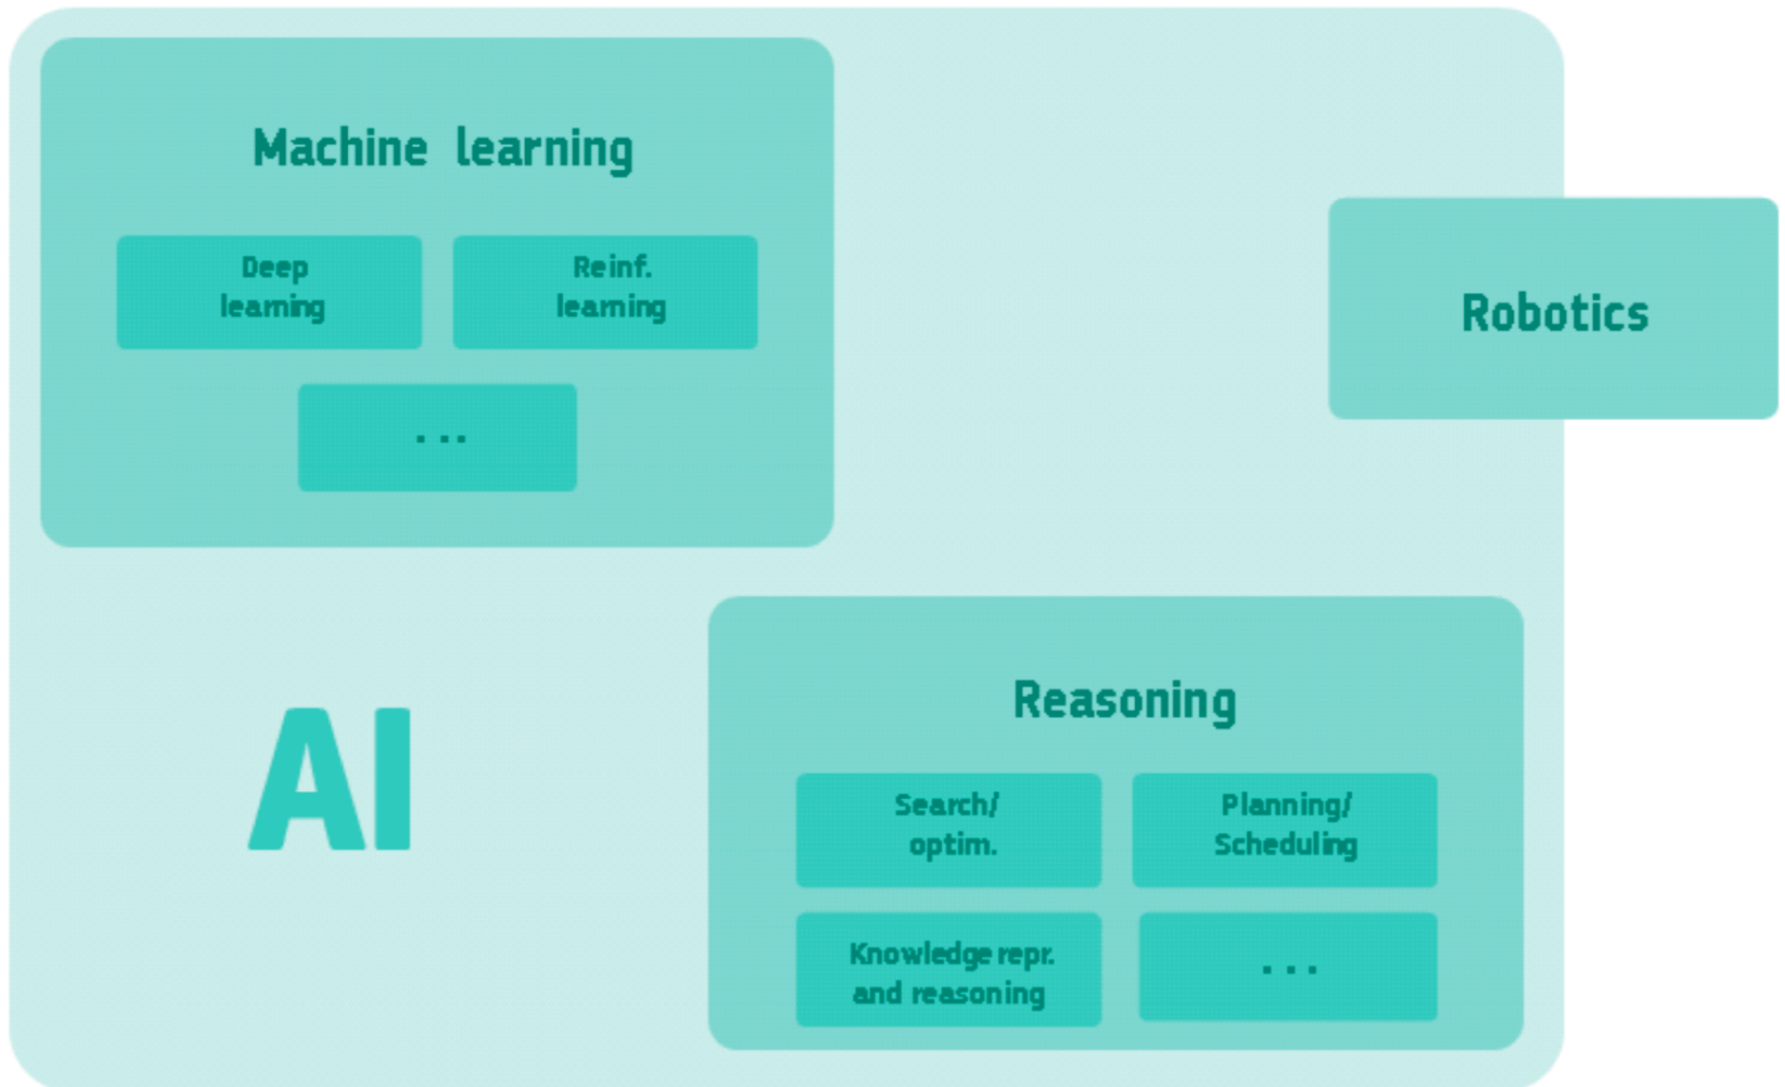 Machine learning
Deep
learning
Reinf.
learning
...
Robotics
AI
Reasoning
Search/
optim.
Planning/
Scheduling
Knowledge repr.
and reasoning
...